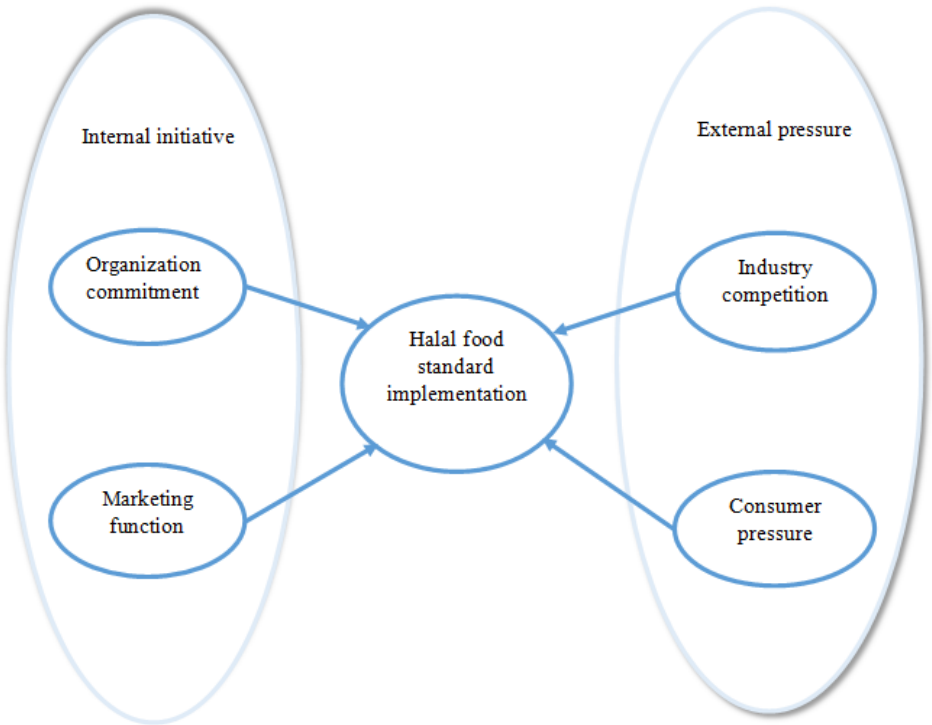 Internal initiative
External pressure
Organization
commitment
Industry
competition
Halal food
standard
implementation
Marketing
function
Consumer
pressure